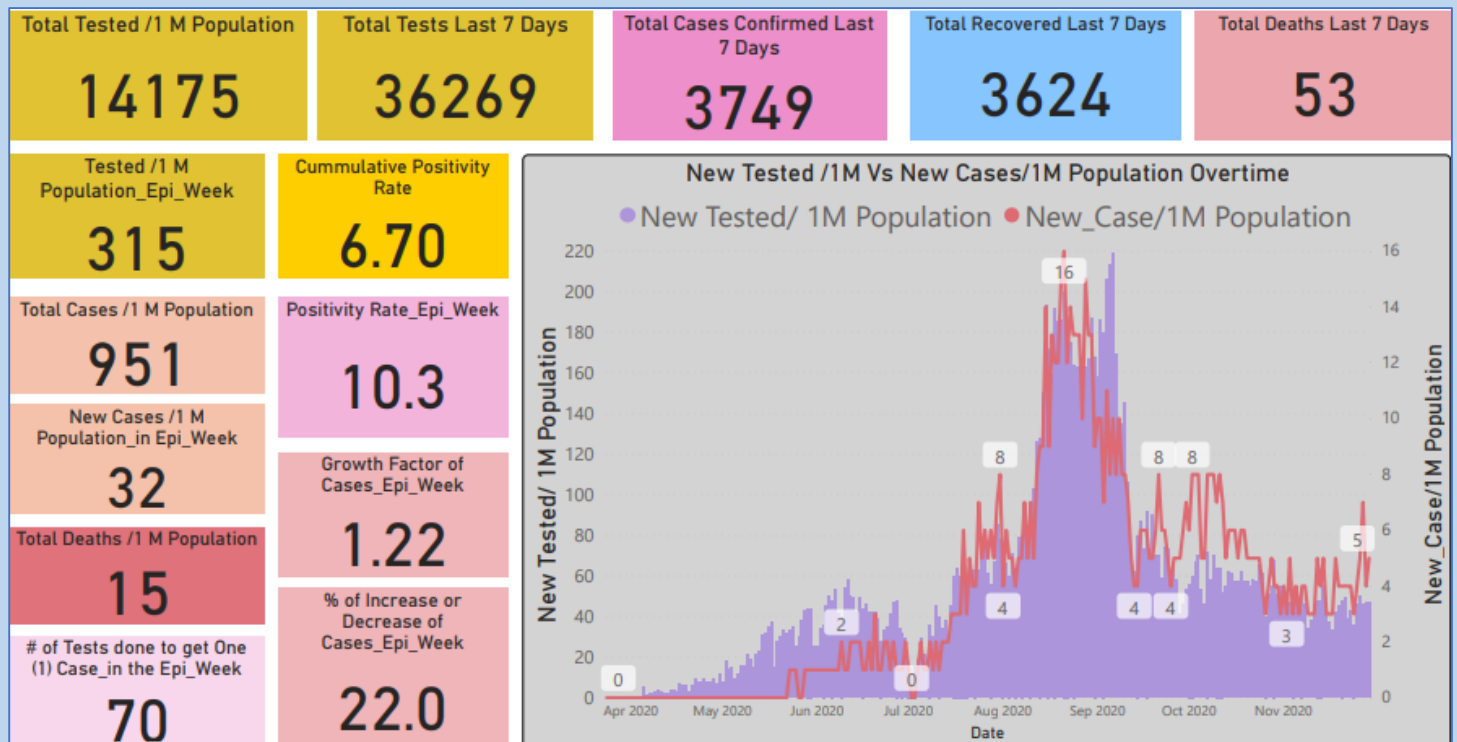 Total Tested /1 M Population
14175
Total Tests Last 7 Days
36269
Total Cases Confirmed Last
7 Days
3749
Total Recovered Last 7 Days
3624
Total Deaths Last 7 Days
53
Tested /1 M
Population_Epi_Week
315
Cummulative Positivity
Rate
6.70
Total Cases /1 M Population
951
Positivity Rate_Epi_Week
10.3
New Cases /1 M
Population_in Epi_Week
32
Growth Factor of
Cases_Epi_Week
1.22
Total Deaths /1 M Population
15
% of Increase or
Decrease of
Cases_Epi_Week
22.0
# of Tests done to get One
(1) Case_in the Epi_Week
70
New Tested /1M Vs New Cases/1M Population Overtime
New Tested/ 1M Population New_Case/1M Population
New Tested/ 1M Population
220
200
180
160
140
120
100
80
60
40
20
0
0
2
8
4
0
16
4
8
4
8
3
5
16
14
12
10
8
6
4
2
0
New_Case/1M Population
Apr 2020 May 2020 Jun 2020 Jul 2020 Aug 2020 Sep 2020 Oct 2020 Nov 2020
Date